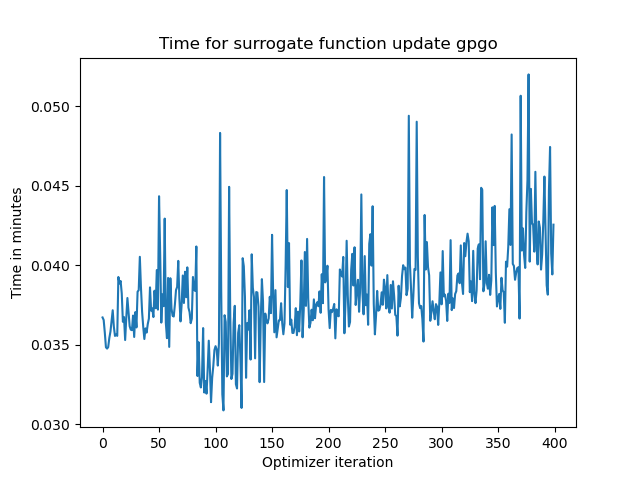 Time for surrogate function update gpgo
0.050
0.045
0.040
0.035
0.030
Time in minutes
0 50 100 150 200 250 300 350 400
Optimizer iteration